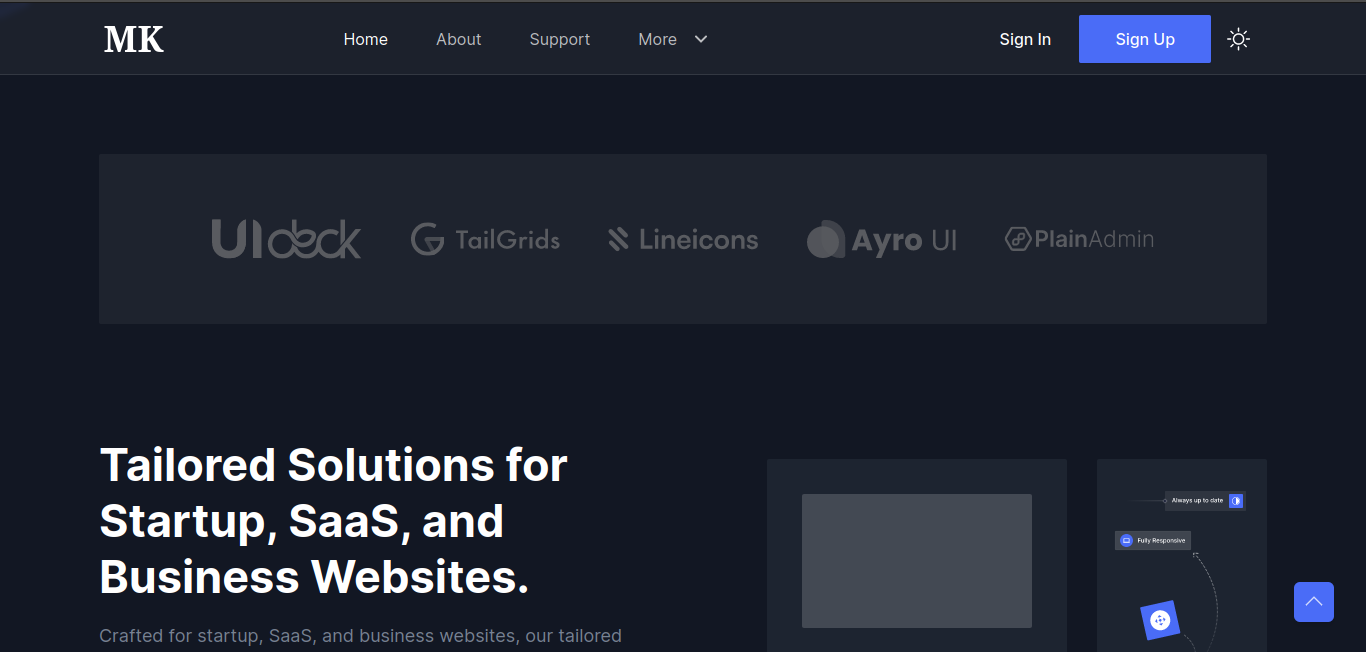 MK
Home
About
Support
More
Sign In
Sign Up
UIdeck
TailGrids
Lineicons
Ayro UI
PlainAdmin
Tailored Solutions for
Startup, SaaS, and
Business Websites.
Crafted for startup, SaaS, and business websites, our tailored
Always up to date
Fully Responsive